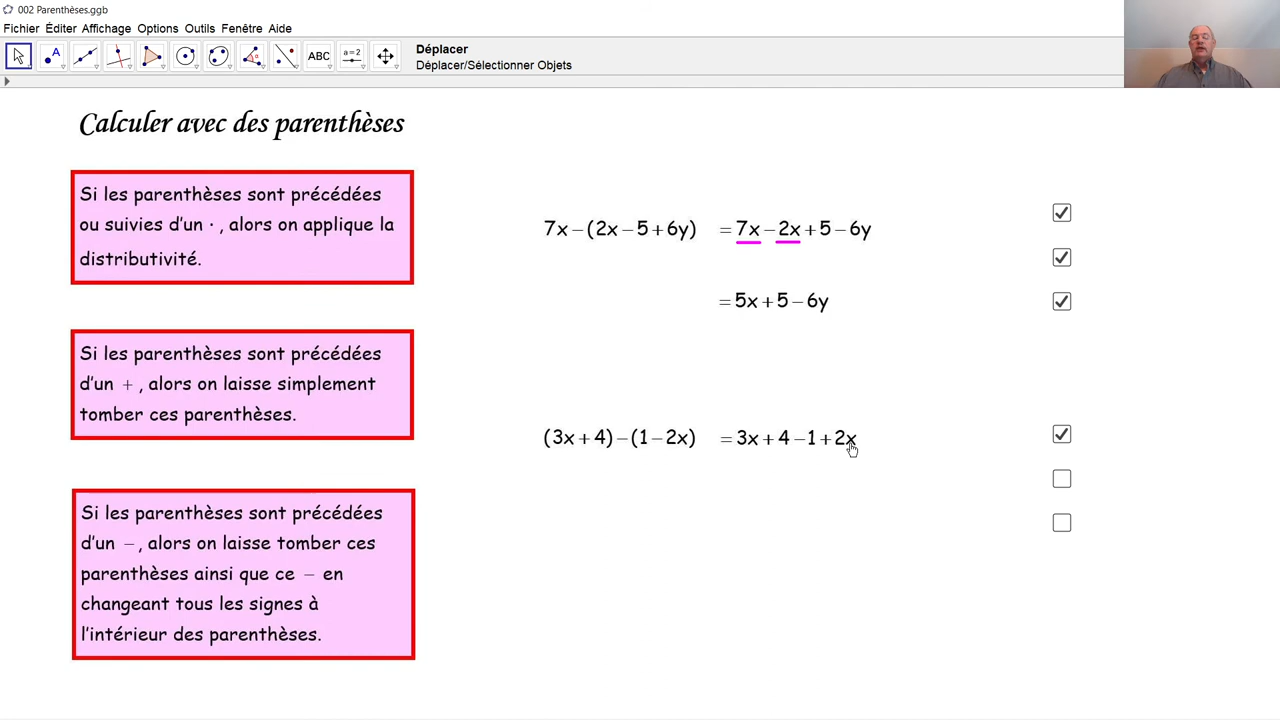 002 Parenthèses.ggb
Fichier Éditer Affichage Options Outils Fenêtre Aide
A
ABC
a=2
Déplacer
Déplacer/Sélectionner Objets
Calculer avec des parenthèses
Si les parenthèses sont précédées
ou suivies d'un · , alors on applique la
distributivité.
Si les parenthèses sont précédées
d'un + , alors on laisse simplement
tomber ces parenthèses.
Si les parenthèses sont précédées
d'un − , alors on laisse tomber ces
parenthèses ainsi que ce − en
changeant tous les signes à
l'intérieur des parenthèses.
7x − (2x − 5 + 6y) = 7x − 2x + 5 − 6y
= 5x + 5 − 6y
(3x + 4) − (1 − 2x) = 3x + 4 − 1 + 2x